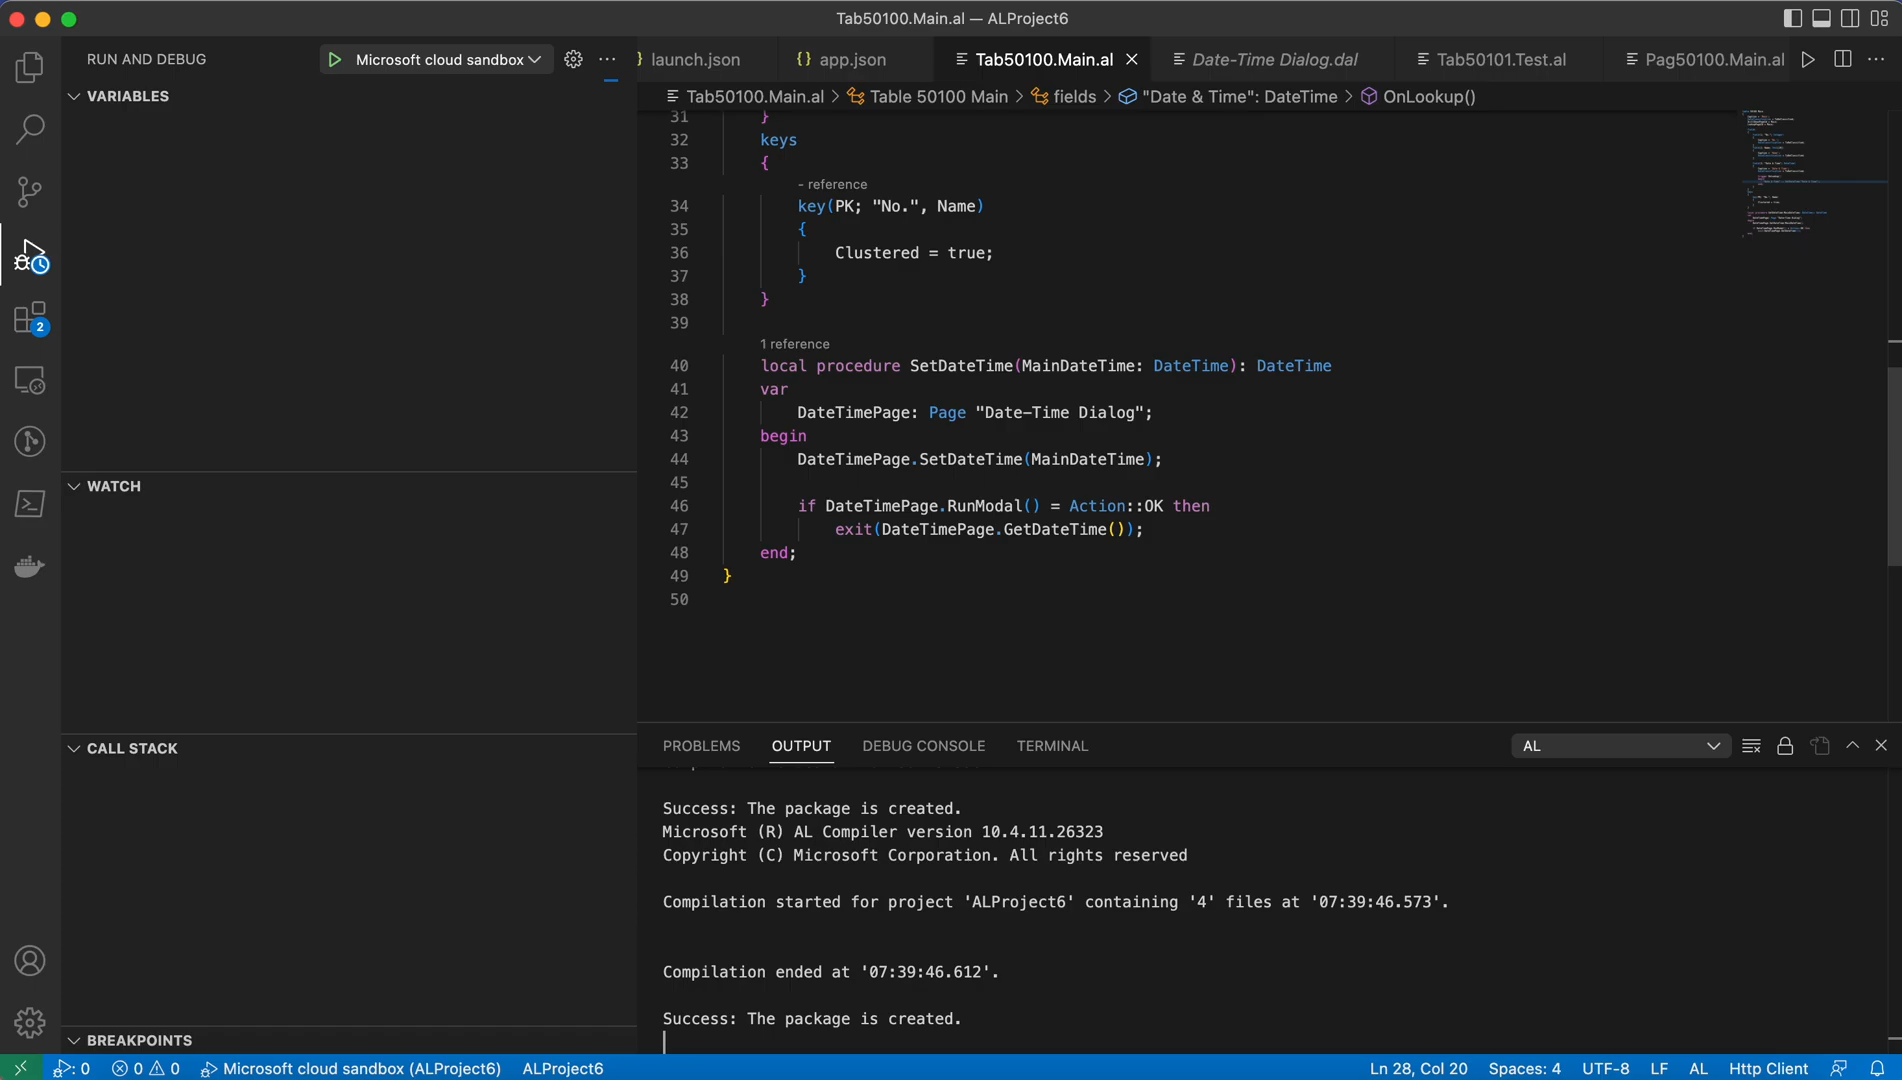 Tab50100.Main.al — ALProject6
RUN AND DEBUG
Microsoft cloud sandbox
launch.json
{} app.json
Tab50100.Main.al
Date-Time Dialog.dal
Tab50101.Test.al
Pag50100.Main.al
VARIABLES
Tab50100.Main.al > Table 50100 Main > fields > "Date & Time": DateTime > OnLookup()
31 }
32 keys
33 {
- reference
34 key(PK; "No.", Name)
35 {
36 Clustered = true;
37 }
38 }
39
1 reference
40 local procedure SetDateTime(MainDateTime: DateTime): DateTime
41 var
42 DateTimePage: Page "Date-Time Dialog";
43 begin
44 DateTimePage.SetDateTime(MainDateTime);
45
46 if DateTimePage.RunModal() = Action::OK then
47 exit(DateTimePage.GetDateTime());
48 end;
49 }
50
2
WATCH
CALL STACK
BREAKPOINTS
PROBLEMS
OUTPUT
DEBUG CONSOLE
TERMINAL
AL
Success: The package is created.
Microsoft (R) AL Compiler version 10.4.11.26323
Copyright (C) Microsoft Corporation. All rights reserved
Compilation started for project 'ALProject6' containing '4' files at '07:39:46.573'.
Compilation ended at '07:39:46.612'.
Success: The package is created.
: 0
0
0
Microsoft cloud sandbox (ALProject6)
ALProject6
Ln 28, Col 20
Spaces: 4
UTF-8
LF
AL
Http Client